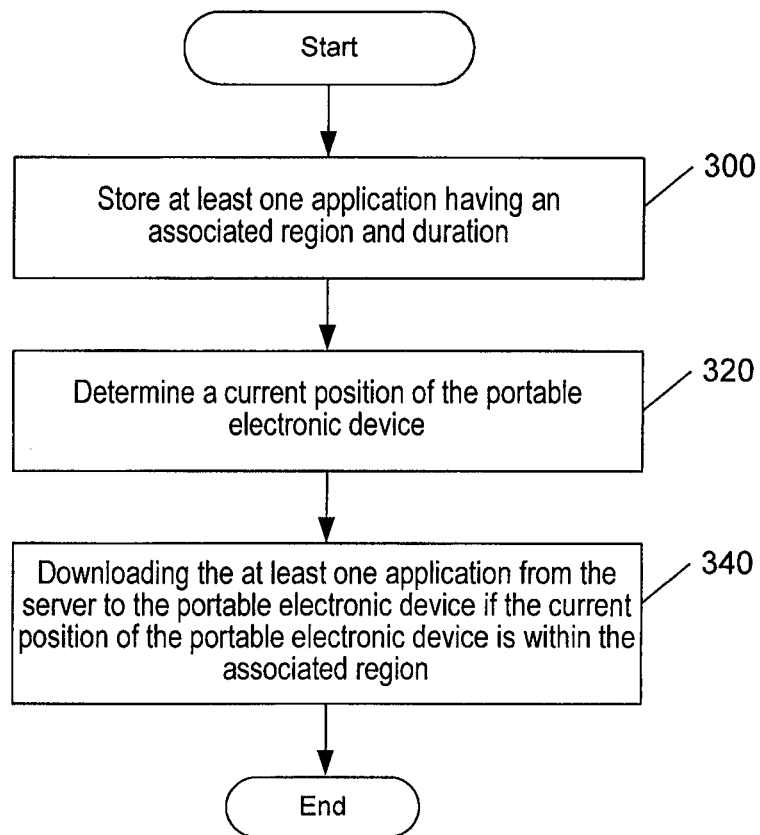 Start
Store at least one application having an
associated region and duration
300
Determine a current position of the portable
electronic device
320
Downloading the at least one application from the
server to the portable electronic device if the current
position of the portable electronic device is within the
associated region
340
End